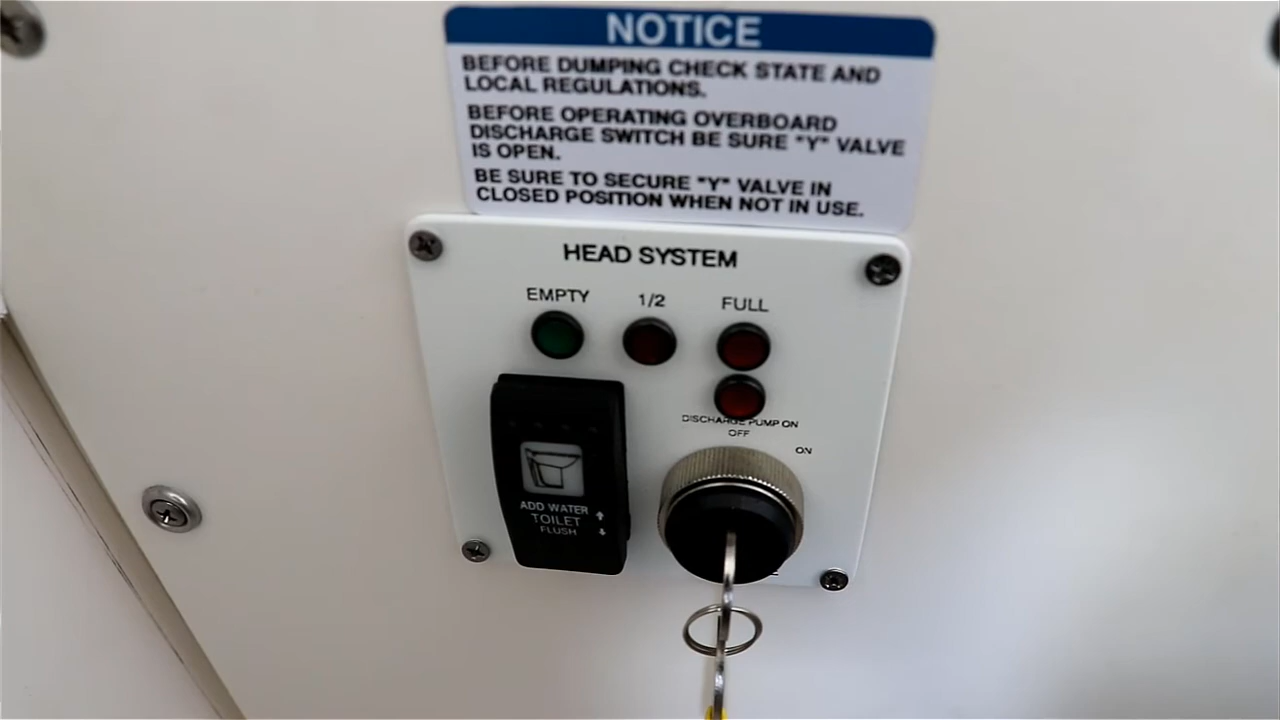 NOTICE
BEFORE DUMPING CHECK STATE AND
LOCAL REGULATIONS.
BEFORE OPERATING OVERBOARD
DISCHARGE SWITCH BE SURE "Y" VALVE
IS OPEN.
BE SURE TO SECURE "Y" VALVE IN
CLOSED POSITION WHEN NOT IN USE.
HEAD SYSTEM
EMPTY 1/2 FULL
DISCHARGE PUMP ON
OFF
ON
ADD WATER
TOILET
FLUSH